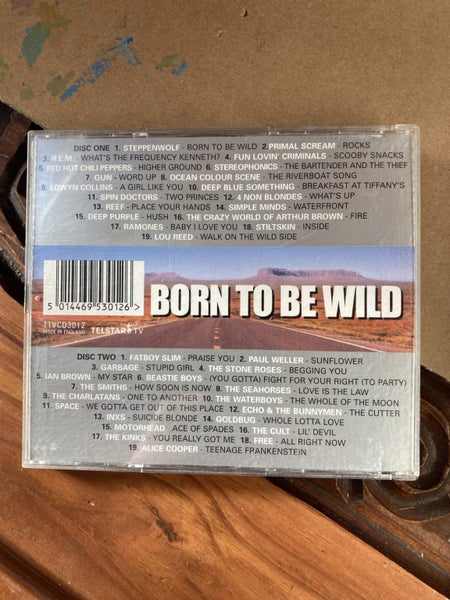 DISC ONE 1. STEPPENWOLF - BORN TO BE WILD 2 PRIMAL SCREAM - ROCKS
3. R.E.M. - WHAT'S THE FREQUENCY KENNETH? 4. FUN LOVIN' CRIMINALS - SCOOBY SNACKS
5. RED HOT CHILI PEPPERS - HIGHER GROUND 6. STEREOPHONICS - THE BARTENDER AND THE THIEF
7. GUN - WORD UP 8. OCEAN COLOUR SCENE - THE RIVERBOAT SONG
9. EDWYN COLLINS - A GIRL LIKE YOU 10. DEEP BLUE SOMETHING - BREAKFAST AT TIFFANY'S
11. SPIN DOCTORS - TWO PRINCES 12. 4 NON BLONDES - WHAT'S UP
13. REEF - PLACE YOUR HANDS 14. SIMPLE MINDS - WATERFRONT
15. DEEP PURPLE - HUSH 16. THE CRAZY WORLD OF ARTHUR BROWN - FIRE
17. RAMONES - BABY I LOVE YOU 18. STILTSKIN - INSIDE
19. LOU REED - WALK ON THE WILD SIDE
5 014469 530126 >
TTVCD3012
MADE IN ENGLAND
TELSTAR TV
BORN TO BE WILD
DISC TWO 1. FATBOY SLIM - PRAISE YOU 2. PAUL WELLER - SUNFLOWER
3. GARBAGE - STUPID GIRL 4. THE STONE ROSES - BEGGING YOU
5. IAN BROWN - MY STAR 6. BEASTIE BOYS - (YOU GOTTA) FIGHT FOR YOUR RIGHT (TO PARTY)
7. THE SMITHS - HOW SOON IS NOW? 8. THE SEAHORSES - LOVE IS THE LAW
9. THE CHARLATANS - ONE TO ANOTHER 10. THE WATERBOYS - THE WHOLE OF THE MOON
11. SPACE - WE GOTTA GET OUT OF THIS PLACE 12. ECHO & THE BUNNYMEN - THE CUTTER
13. INXS - SUICIDE BLONDE 14. GOLDBUG - WHOLE LOTTA LOVE
15. MOTORHEAD - ACE OF SPADES 16. THE CULT - LIL' DEVIL
17. THE KINKS - YOU REALLY GOT ME 18. FREE - ALL RIGHT NOW
19. ALICE COOPER - TEENAGE FRANKENSTEIN